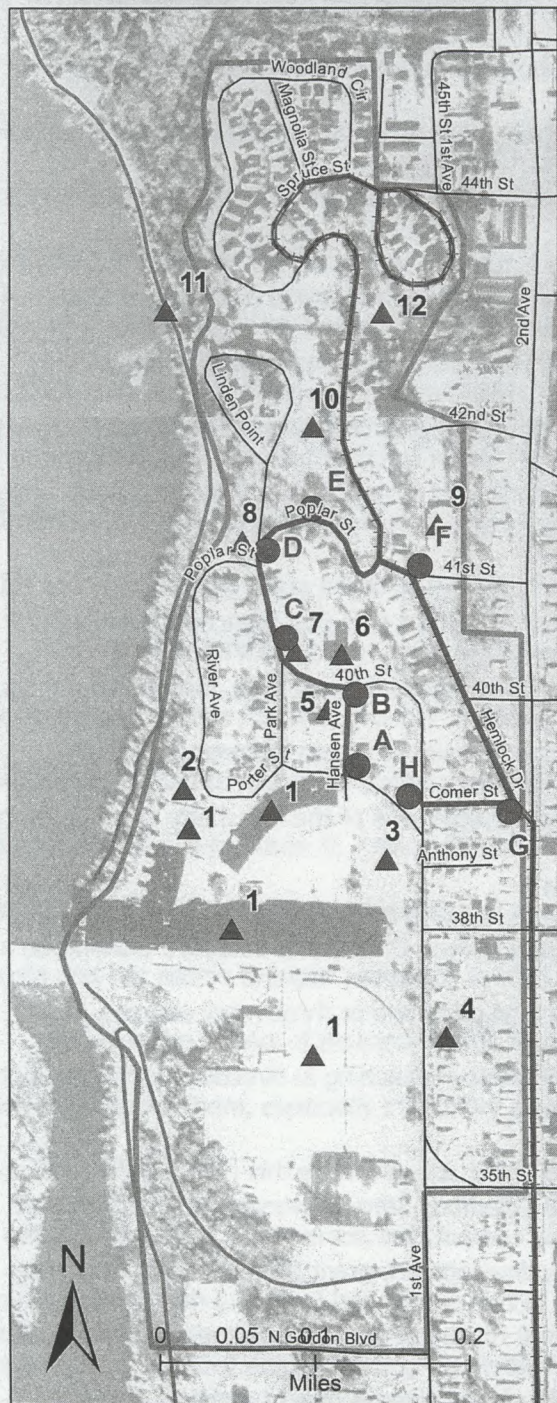 Woodland Cir
Magnolia St
Spruce St
45th St
1st Ave
44th St
2nd Ave
11
12
Linden Point
10
42nd St
E
9
Poplar St
8
F
Poplar St
D
41st St
C
7
6
River Ave
Park Ave
40th St
40th St
B
5
Hansen Ave
A
Hemlock Dr
Porter St
H
2
1
1
Comer St
G
3
Anthony St
1
38th St
4
1
35th St
N
1st Ave
0 0.05 0.1 0.2
N Gordon Blvd
Miles